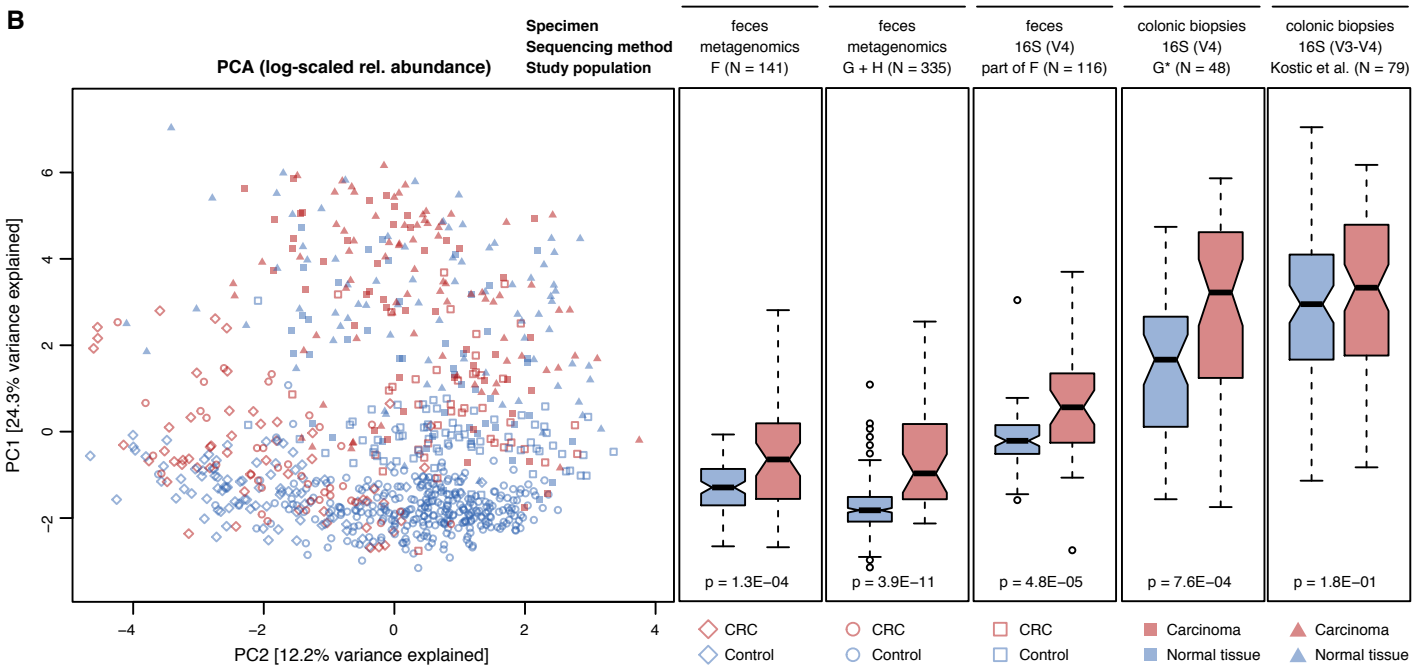 B
Specimen
Sequencing method
Study population
feces
metagenomics
F (N = 141)
feces
metagenomics
G + H (N = 335)
feces
16S (V4)
part of F (N = 116)
colonic biopsies
16S (V4)
G* (N = 48)
colonic biopsies
16S (V3-V4)
Kostic et al. (N = 79)
PCA (log-scaled rel. abundance)
PC1 [24.3% variance explained]
6
4
2
0
−2
−4
−2
0
2
4
PC2 [12.2% variance explained]
p = 1.3E−04
p = 3.9E−11
p = 4.8E−05
p = 7.6E−04
p = 1.8E−01
CRC
Control
CRC
Control
CRC
Control
Carcinoma
Normal tissue
Carcinoma
Normal tissue